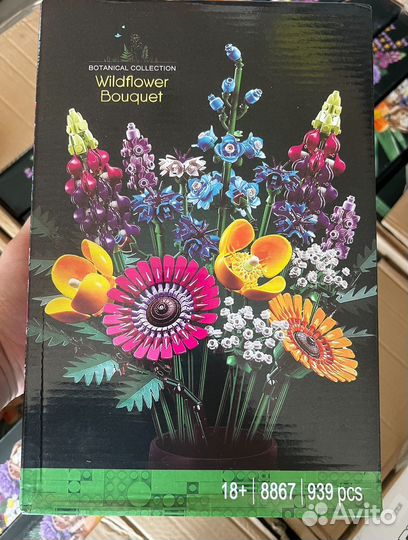 BOTANICAL COLLECTION
Wildflower
Bouquet
18+ | 8867 | 939 pcs
Avito